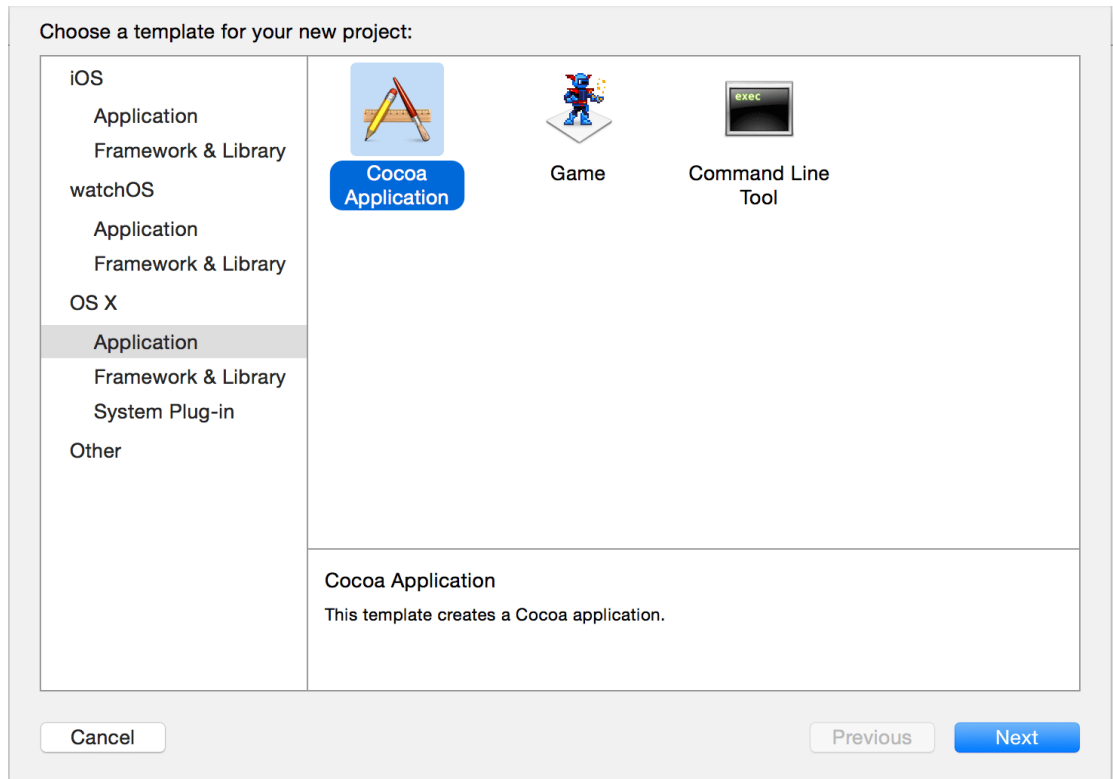 Choose a template for your new project:
iOS
Application
Framework & Library
watchOS
Application
Framework & Library
OS X
Application
Framework & Library
System Plug-in
Other
Cocoa
Application
Game
exec
Command Line
Tool
Cocoa Application
This template creates a Cocoa application.
Cancel
Previous
Next